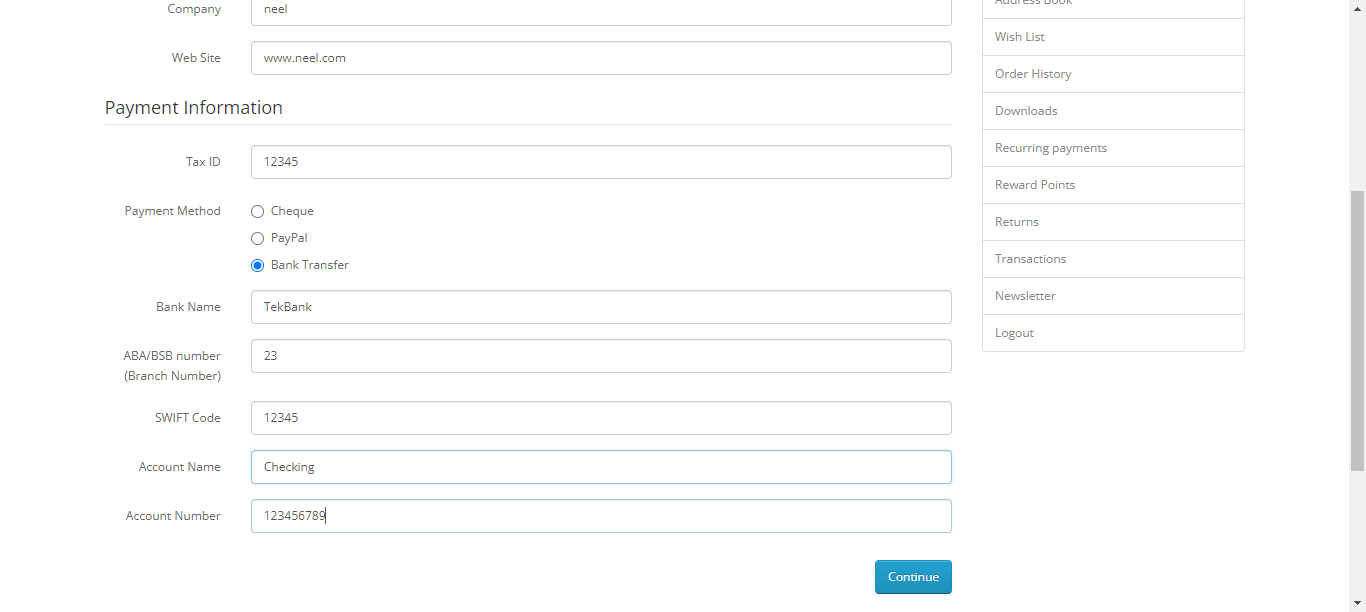 Company
neel
Web Site
www.neel.com
Payment Information
Tax ID
12345
Payment Method
Cheque
PayPal
Bank Transfer
Bank Name
TekBank
ABA/BSB number
(Branch Number)
23
SWIFT Code
12345
Account Name
Checking
Account Number
123456789
Continue
Address Book
Wish List
Order History
Downloads
Recurring payments
Reward Points
Returns
Transactions
Newsletter
Logout